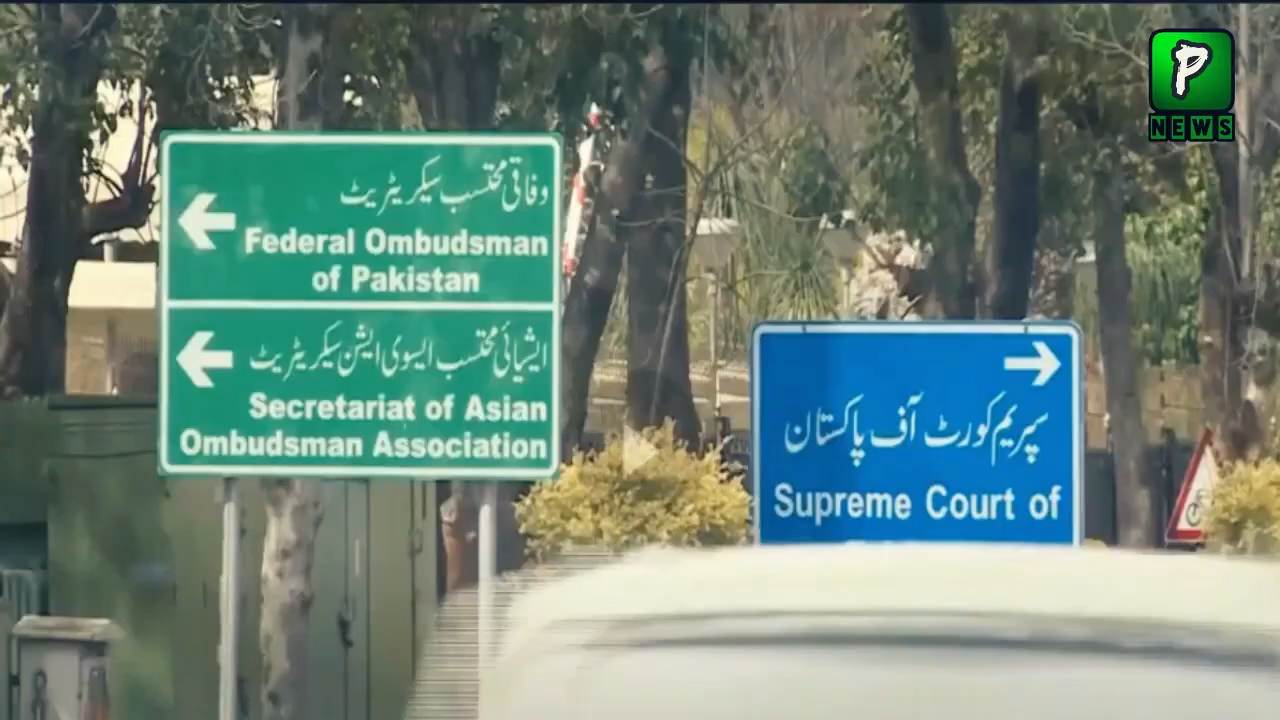 وفاقی محتسب سیکریٹریٹ
Federal Ombudsman
of Pakistan
ایشیائی محتسب ایسوی ایشن سیکریٹریٹ
Secretariat of Asian
Ombudsman Association
سپریم کورٹ آف پاکستان
Supreme Court of
P
NEWS